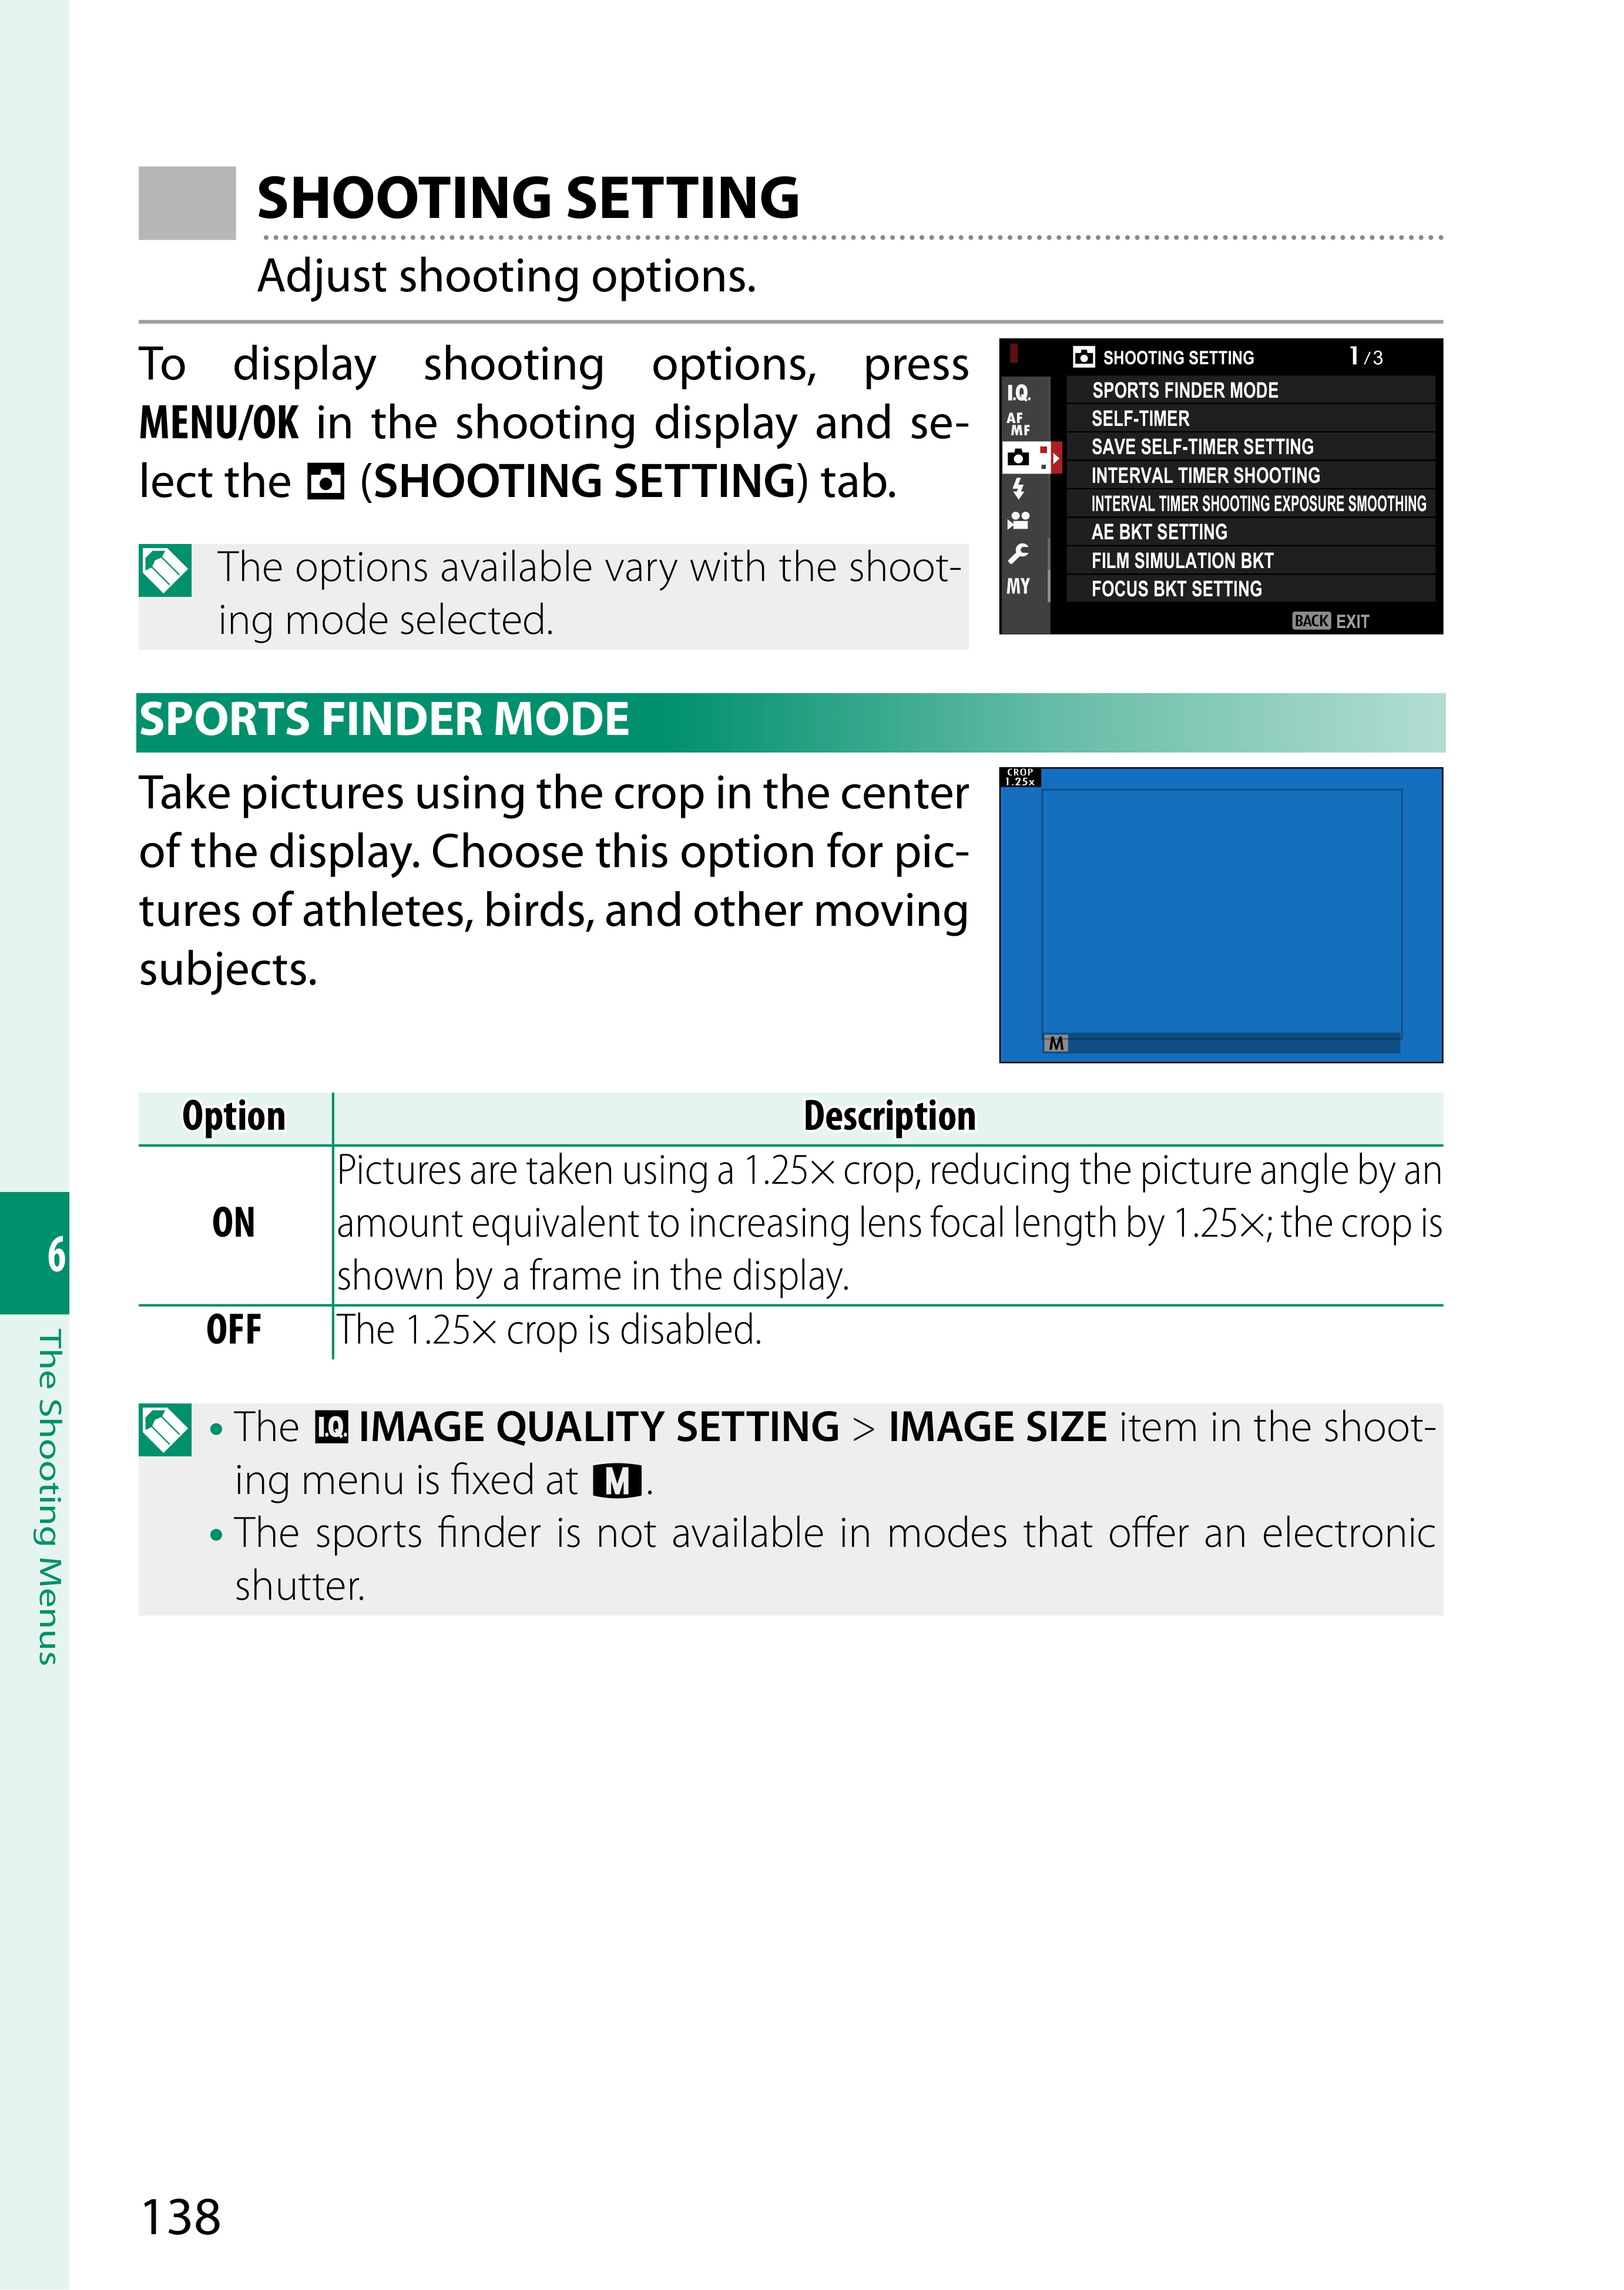 SHOOTING SETTING
Adjust shooting options.
To display shooting options, press
MENU/OK in the shooting display and se-
lect the (SHOOTING SETTING) tab.
The options available vary with the shoot-
ing mode selected.
SHOOTING SETTING 1/3
I.Q.
AF
MF
MY
SPORTS FINDER MODE
SELF-TIMER
SAVE SELF-TIMER SETTING
INTERVAL TIMER SHOOTING
INTERVAL TIMER SHOOTING EXPOSURE SMOOTHING
AE BKT SETTING
FILM SIMULATION BKT
FOCUS BKT SETTING
BACK EXIT
SPORTS FINDER MODE
Take pictures using the crop in the center
of the display. Choose this option for pic-
tures of athletes, birds, and other moving
subjects.
CROP
1.25x
M
Option Description
ON
Pictures are taken using a 1.25× crop, reducing the picture angle by an
amount equivalent to increasing lens focal length by 1.25×; the crop is
shown by a frame in the display.
OFF The 1.25× crop is disabled.
• The I.Q. IMAGE QUALITY SETTING > IMAGE SIZE item in the shoot-
ing menu is fixed at M.
• The sports finder is not available in modes that offer an electronic
shutter.
6
The Shooting Menus
138